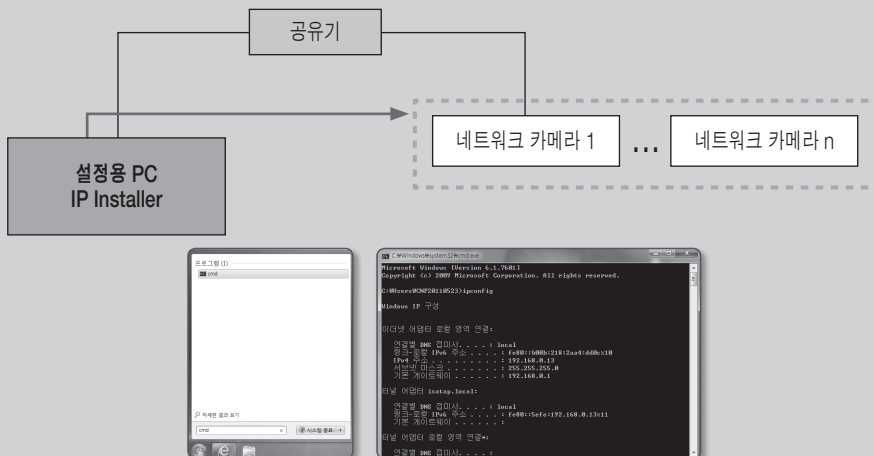 공유기
네트워크 카메라 1
...
네트워크 카메라 n
설정용 PC
IP Installer
프로그램 (1)
cmd
자세한 결과 보기
cmd
시스템 종료
C:₩Windows₩system32₩cmd.exe
Microsoft Windows [Version 6.1.7601]
Copyright (c) 2009 Microsoft Corporation. All rights reserved.
C:₩Users₩CNP20110523>ipconfig
Windows IP 구성
이더넷 어댑터 로컬 영역 연결:
연결별 DNS 접미사. . . . : local
링크-로컬 IPv6 주소 . . . . : fe80::b00b:218:2aa4:dd0c%10
IPv4 주소 . . . . . . . . . : 192.168.0.13
서브넷 마스크 . . . . . . . : 255.255.255.0
기본 게이트웨이 . . . . . . : 192.168.0.1
터널 어댑터 isatap.local:
연결별 DNS 접미사. . . . : local
링크-로컬 IPv6 주소 . . . . : fe80::5efe:192.168.0.13%11
기본 게이트웨이 . . . . . . :
터널 어댑터 로컬 영역 연결*:
연결별 DNS 접미사. . . . :